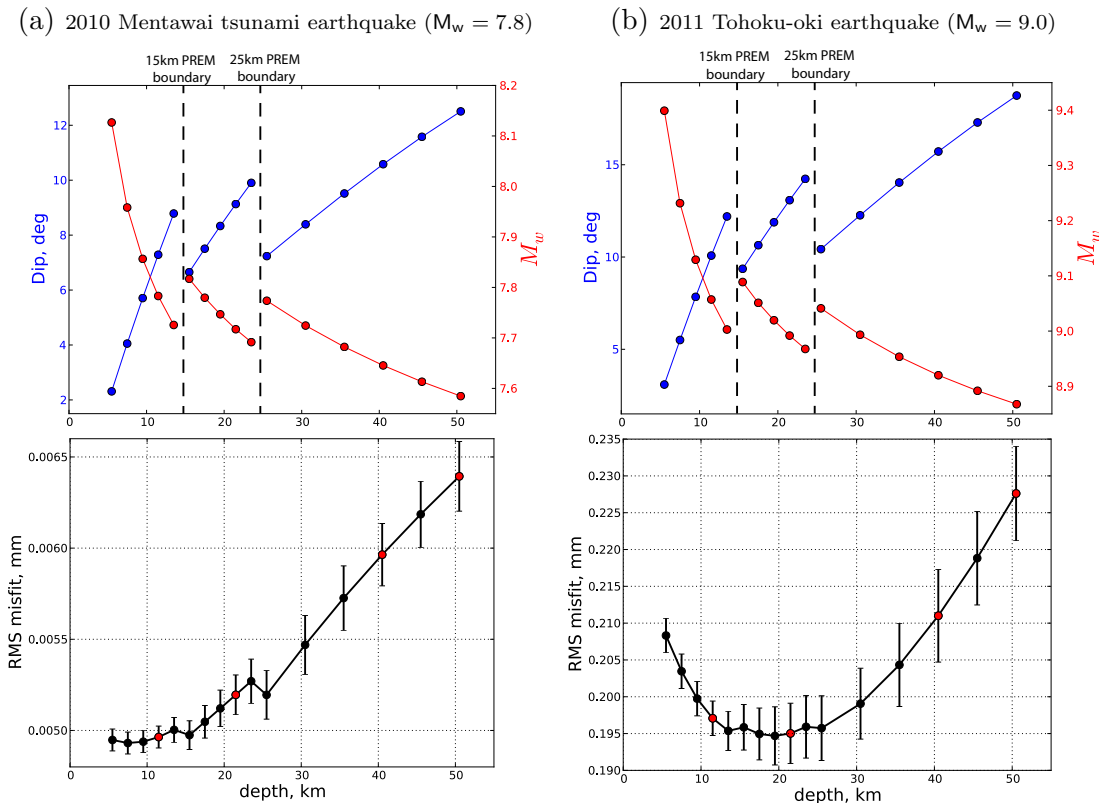 (a) 2010 Mentawai tsunami earthquake (Mw = 7.8)
15km PREM boundary
25km PREM boundary
12
10
8
6
4
2
Dip, deg
8.2
8.1
8.0
7.9
7.8
7.7
7.6
Mw
0 10 20 30 40 50
0.0065
0.0060
0.0055
0.0050
RMS misfit, mm
0 10 20 30 40 50
depth, km
(b) 2011 Tohoku-oki earthquake (Mw = 9.0)
15km PREM boundary
25km PREM boundary
15
10
5
Dip, deg
9.4
9.3
9.2
9.1
9.0
8.9
Mw
0 10 20 30 40 50
0.235
0.230
0.225
0.220
0.215
0.210
0.205
0.200
0.195
0.190
RMS misfit, mm
0 10 20 30 40 50
depth, km